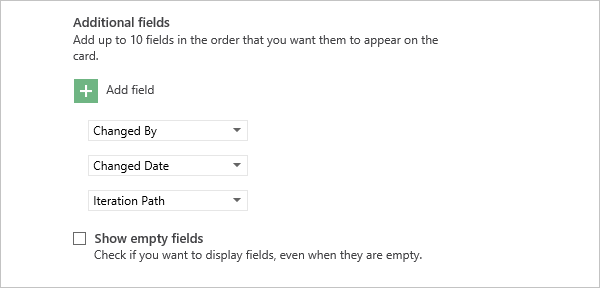 Additional fields
Add up to 10 fields in the order that you want them to appear on the
card.
Add field
Changed By
Changed Date
Iteration Path
Show empty fields
Check if you want to display fields, even when they are empty.